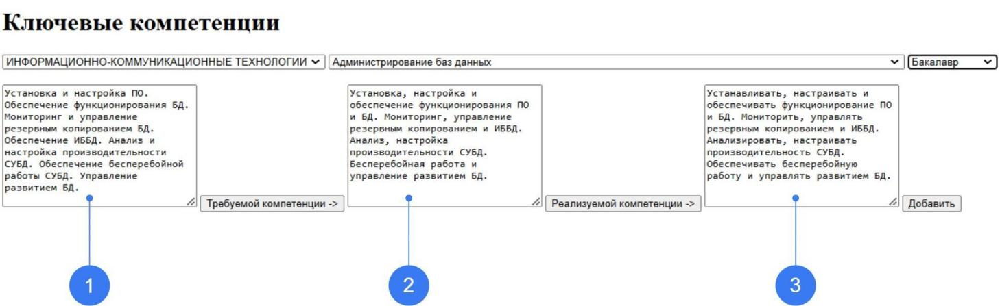 Ключевые компетенции
ИНФОРМАЦИОННО-КОММУНИКАЦИОННЫЕ ТЕХНОЛОГИИ Администрирование баз данных Бакалавр
Установка и настройка ПО.
Обеспечение функционирования БД.
Мониторинг и управление
резервным копированием БД.
Обеспечение ИББД. Анализ и
настройка производительности
СУБД. Обеспечение бесперебойной
работы СУБД. Управление
развитием БД.
Требуемой компетенции ->
Установка, настройка и
обеспечение функционирования ПО
и БД. Мониторинг, управление
резервным копированием и ИББД.
Анализ, настройка
производительности СУБД.
Бесперебойная работа и
управление развитием БД.
Реализуемой компетенции ->
Устанавливать, настраивать и
обеспечивать функционирование ПО
и БД. Мониторить, управлять
резервным копированием и ИББД.
Анализировать, настраивать
производительность СУБД.
Обеспечивать бесперебойную
работу и управлять развитием БД.
Добавить
1
2
3